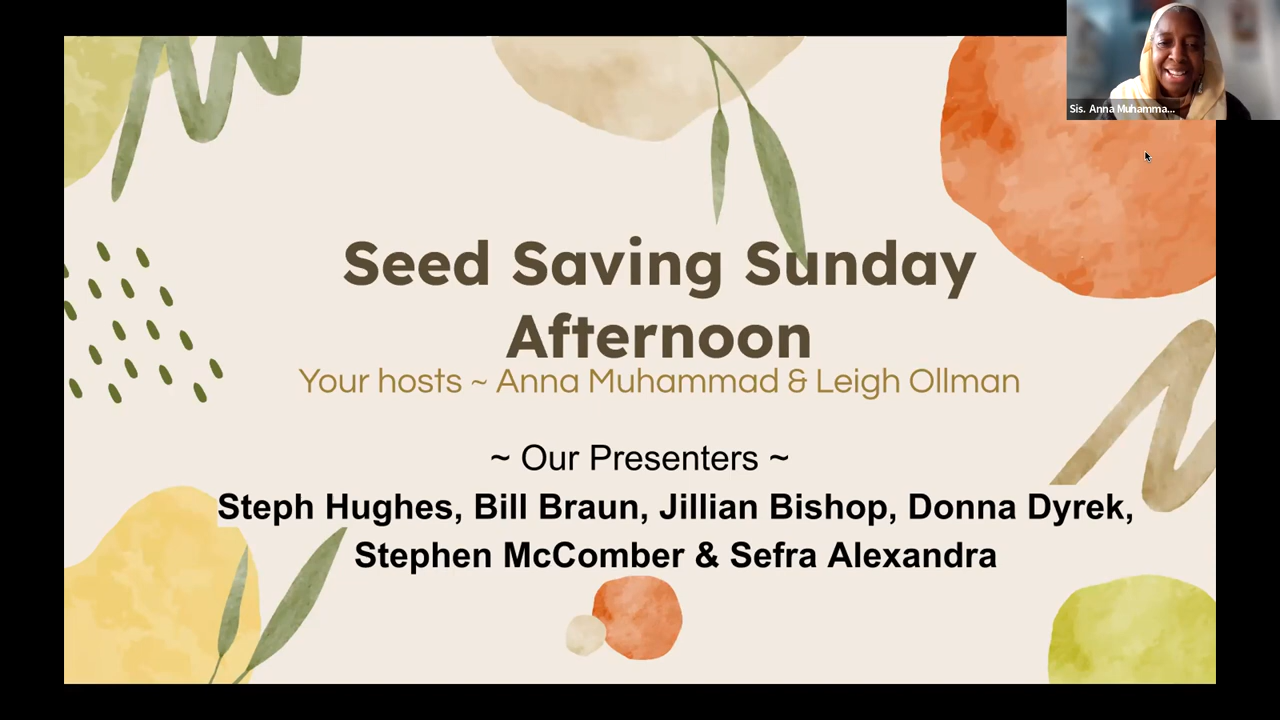 Sis. Anna Muhamma...
Seed Saving Sunday
Afternoon
Your hosts ~ Anna Muhammad & Leigh Ollman
~ Our Presenters ~
Steph Hughes, Bill Braun, Jillian Bishop, Donna Dyrek,
Stephen McComber & Sefra Alexandra